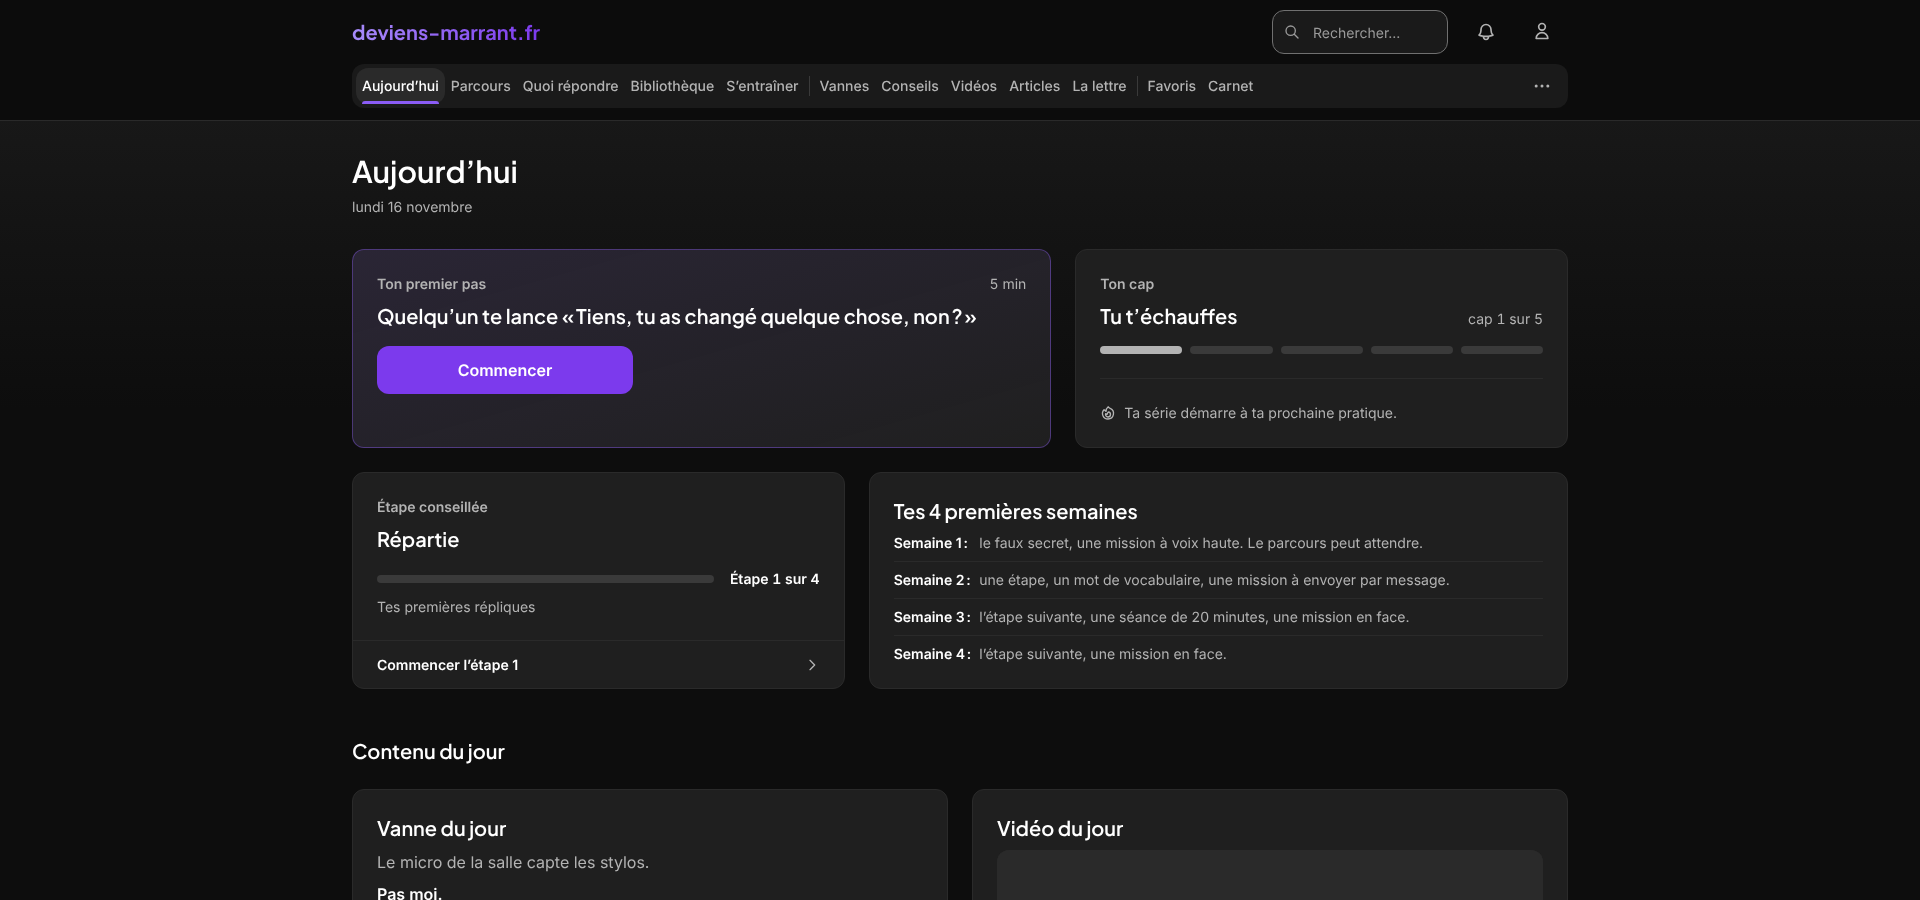 deviens-marrant.fr
Rechercher...
Aujourd’hui Parcours Quoi répondre Bibliothèque S’entraîner Vannes Conseils Vidéos Articles La lettre Favoris Carnet
Aujourd’hui
lundi 16 novembre
Ton premier pas
5 min
Quelqu’un te lance « Tiens, tu as changé quelque chose, non ? »
Commencer
Ton cap
Tu t’échauffes
cap 1 sur 5
Ta série démarre à ta prochaine pratique.
Étape conseillée
Répartie
Étape 1 sur 4
Tes premières répliques
Commencer l’étape 1
Tes 4 premières semaines
Semaine 1 : le faux secret, une mission à voix haute. Le parcours peut attendre.
Semaine 2 : une étape, un mot de vocabulaire, une mission à envoyer par message.
Semaine 3 : l’étape suivante, une séance de 20 minutes, une mission en face.
Semaine 4 : l’étape suivante, une mission en face.
Contenu du jour
Vanne du jour
Le micro de la salle capte les stylos.
Pas moi.
Vidéo du jour